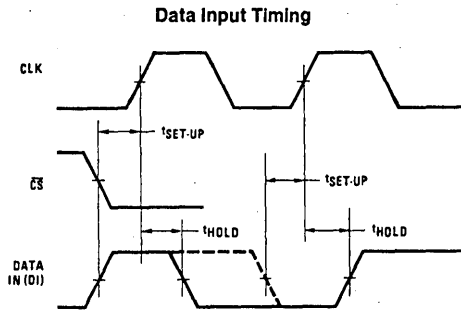 Data Input Timing
CLK
tSET-UP
CS
tSET-UP
tHOLD
tHOLD
DATA
IN (DI)